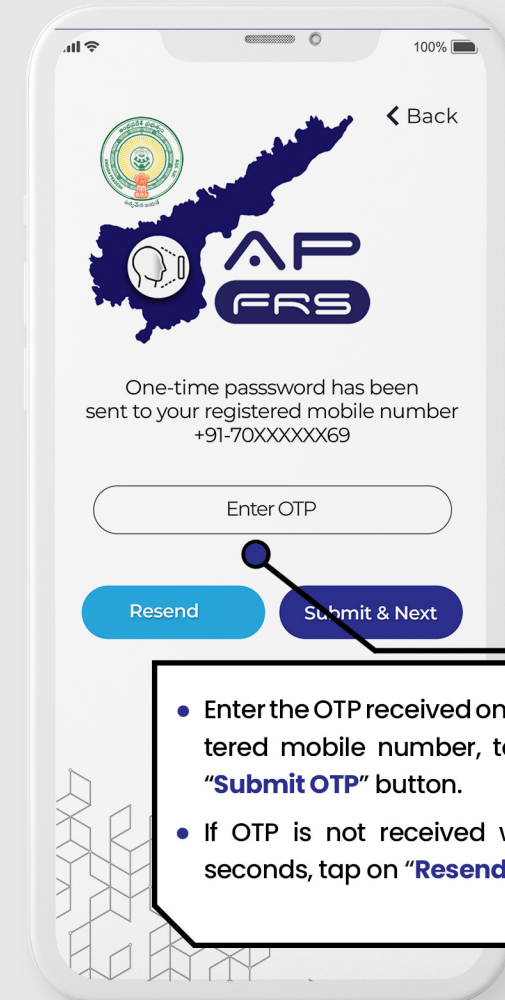 100%
Back
AP
FRS
One-time passsword has been
sent to your registered mobile number
+91-70XXXXXX69
Enter OTP
Resend
Submit & Next
• Enter the OTP received on
tered mobile number, t
“Submit OTP” button.
• If OTP is not received
seconds, tap on “Resend